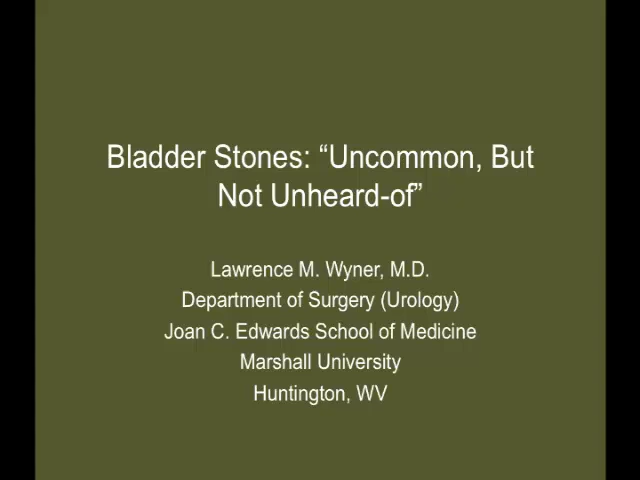 Bladder Stones: “Uncommon, But
Not Unheard-of”
Lawrence M. Wyner, M.D.
Department of Surgery (Urology)
Joan C. Edwards School of Medicine
Marshall University
Huntington, WV